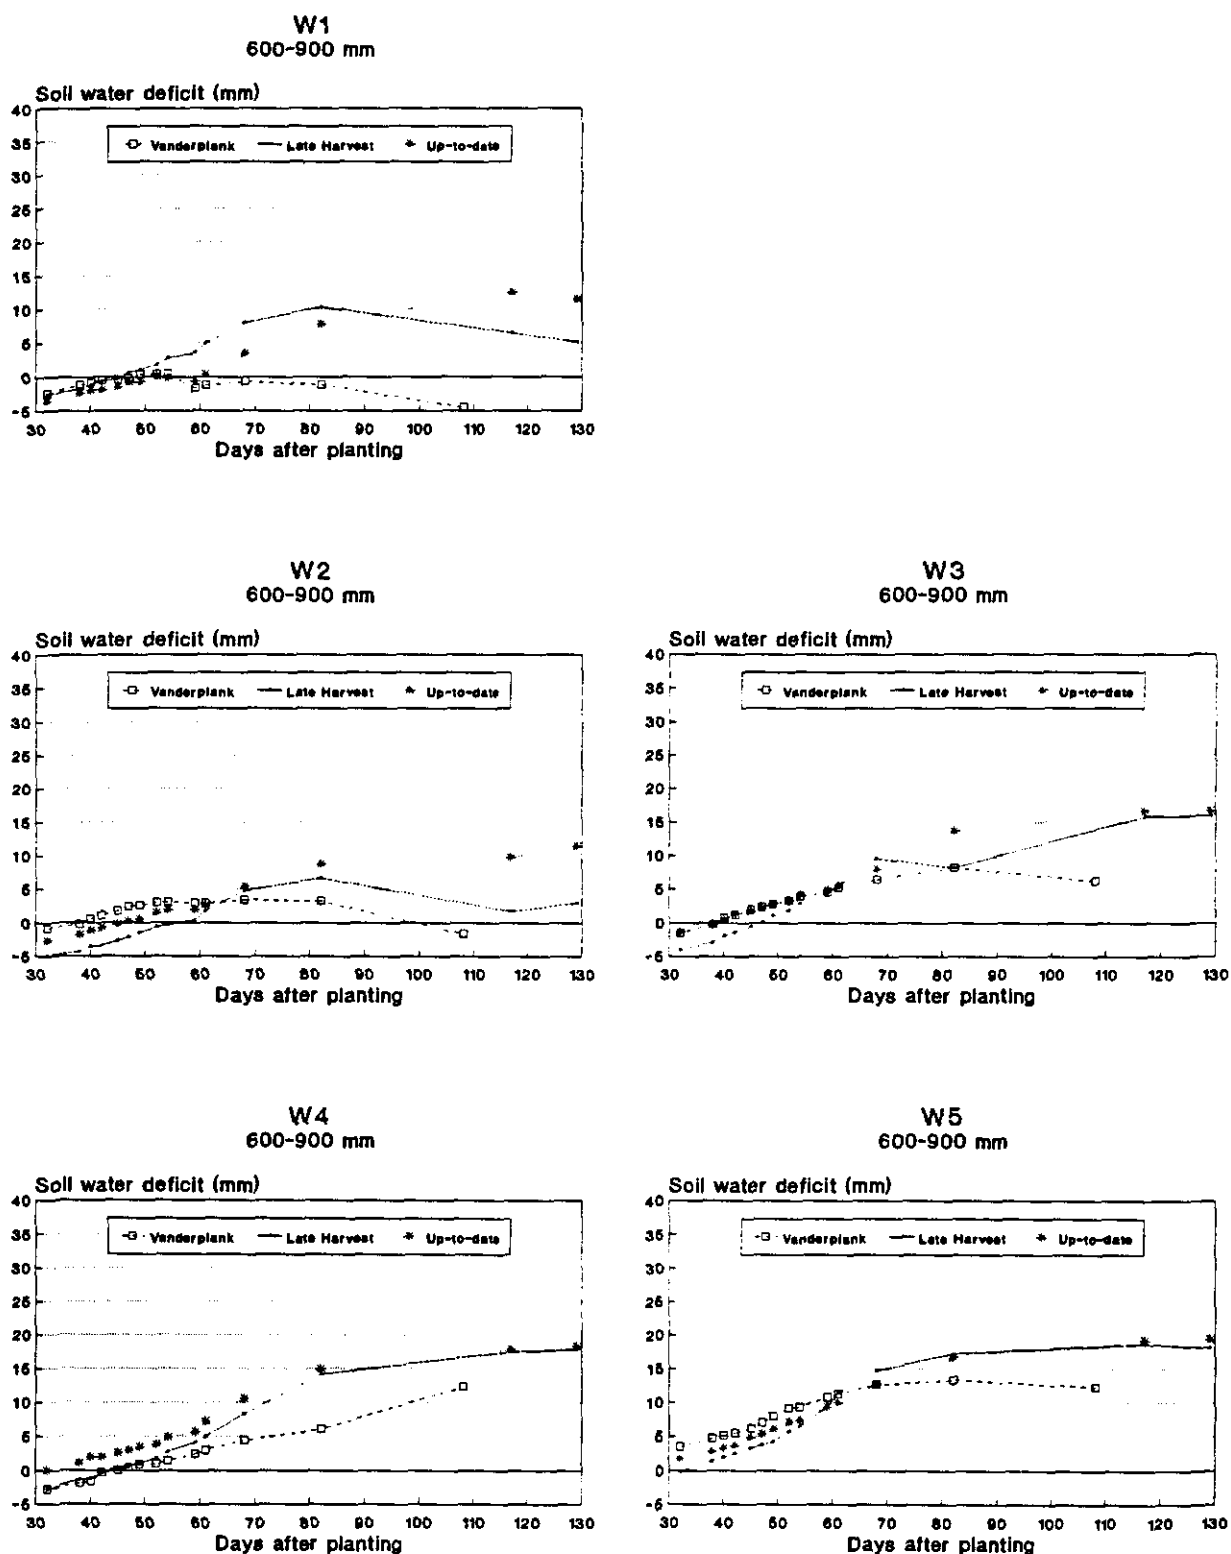 W1
600-900 mm
Soil water deficit (mm)
40
35
30
25
20
15
10
5
0
-5
Vanderplank Late Harvest Up-to-date
30 40 50 60 70 80 90 100 110 120 130
Days after planting
W2
600-900 mm
Soil water deficit (mm)
40
35
30
25
20
15
10
5
0
-5
Vanderplank Late Harvest Up-to-date
30 40 50 60 70 80 90 100 110 120 130
Days after planting
W3
600-900 mm
Soil water deficit (mm)
40
35
30
25
20
15
10
5
0
-5
Vanderplank Late Harvest Up-to-date
30 40 50 60 70 80 90 100 110 120 130
Days after planting
W4
600-900 mm
Soil water deficit (mm)
40
35
30
25
20
15
10
5
0
-5
Vanderplank Late Harvest Up-to-date
30 40 50 60 70 80 90 100 110 120 130
Days after planting
W5
600-900 mm
Soil water deficit (mm)
40
35
30
25
20
15
10
5
0
-5
Vanderplank Late Harvest Up-to-date
30 40 50 60 70 80 90 100 110 120 130
Days after planting